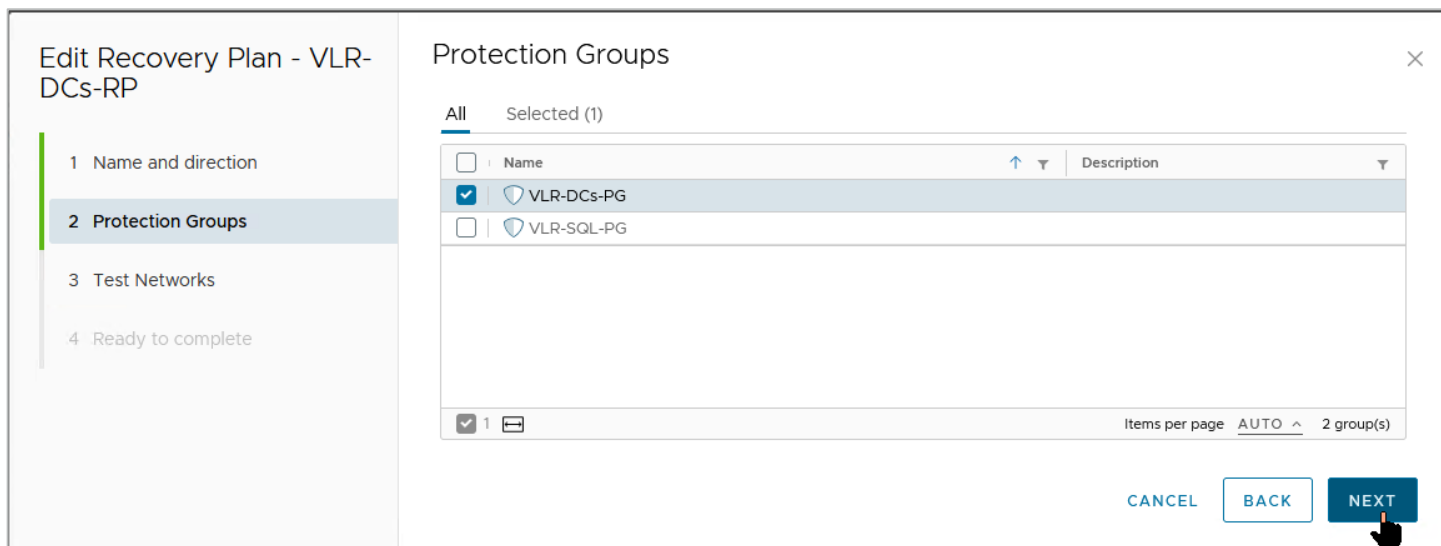 Edit Recovery Plan - VLR-
DCs-RP
1 Name and direction
2 Protection Groups
3 Test Networks
4 Ready to complete
Protection Groups
All Selected (1)
Name Description
VLR-DCs-PG
VLR-SQL-PG
1 Items per page AUTO 2 group(s)
CANCEL BACK NEXT